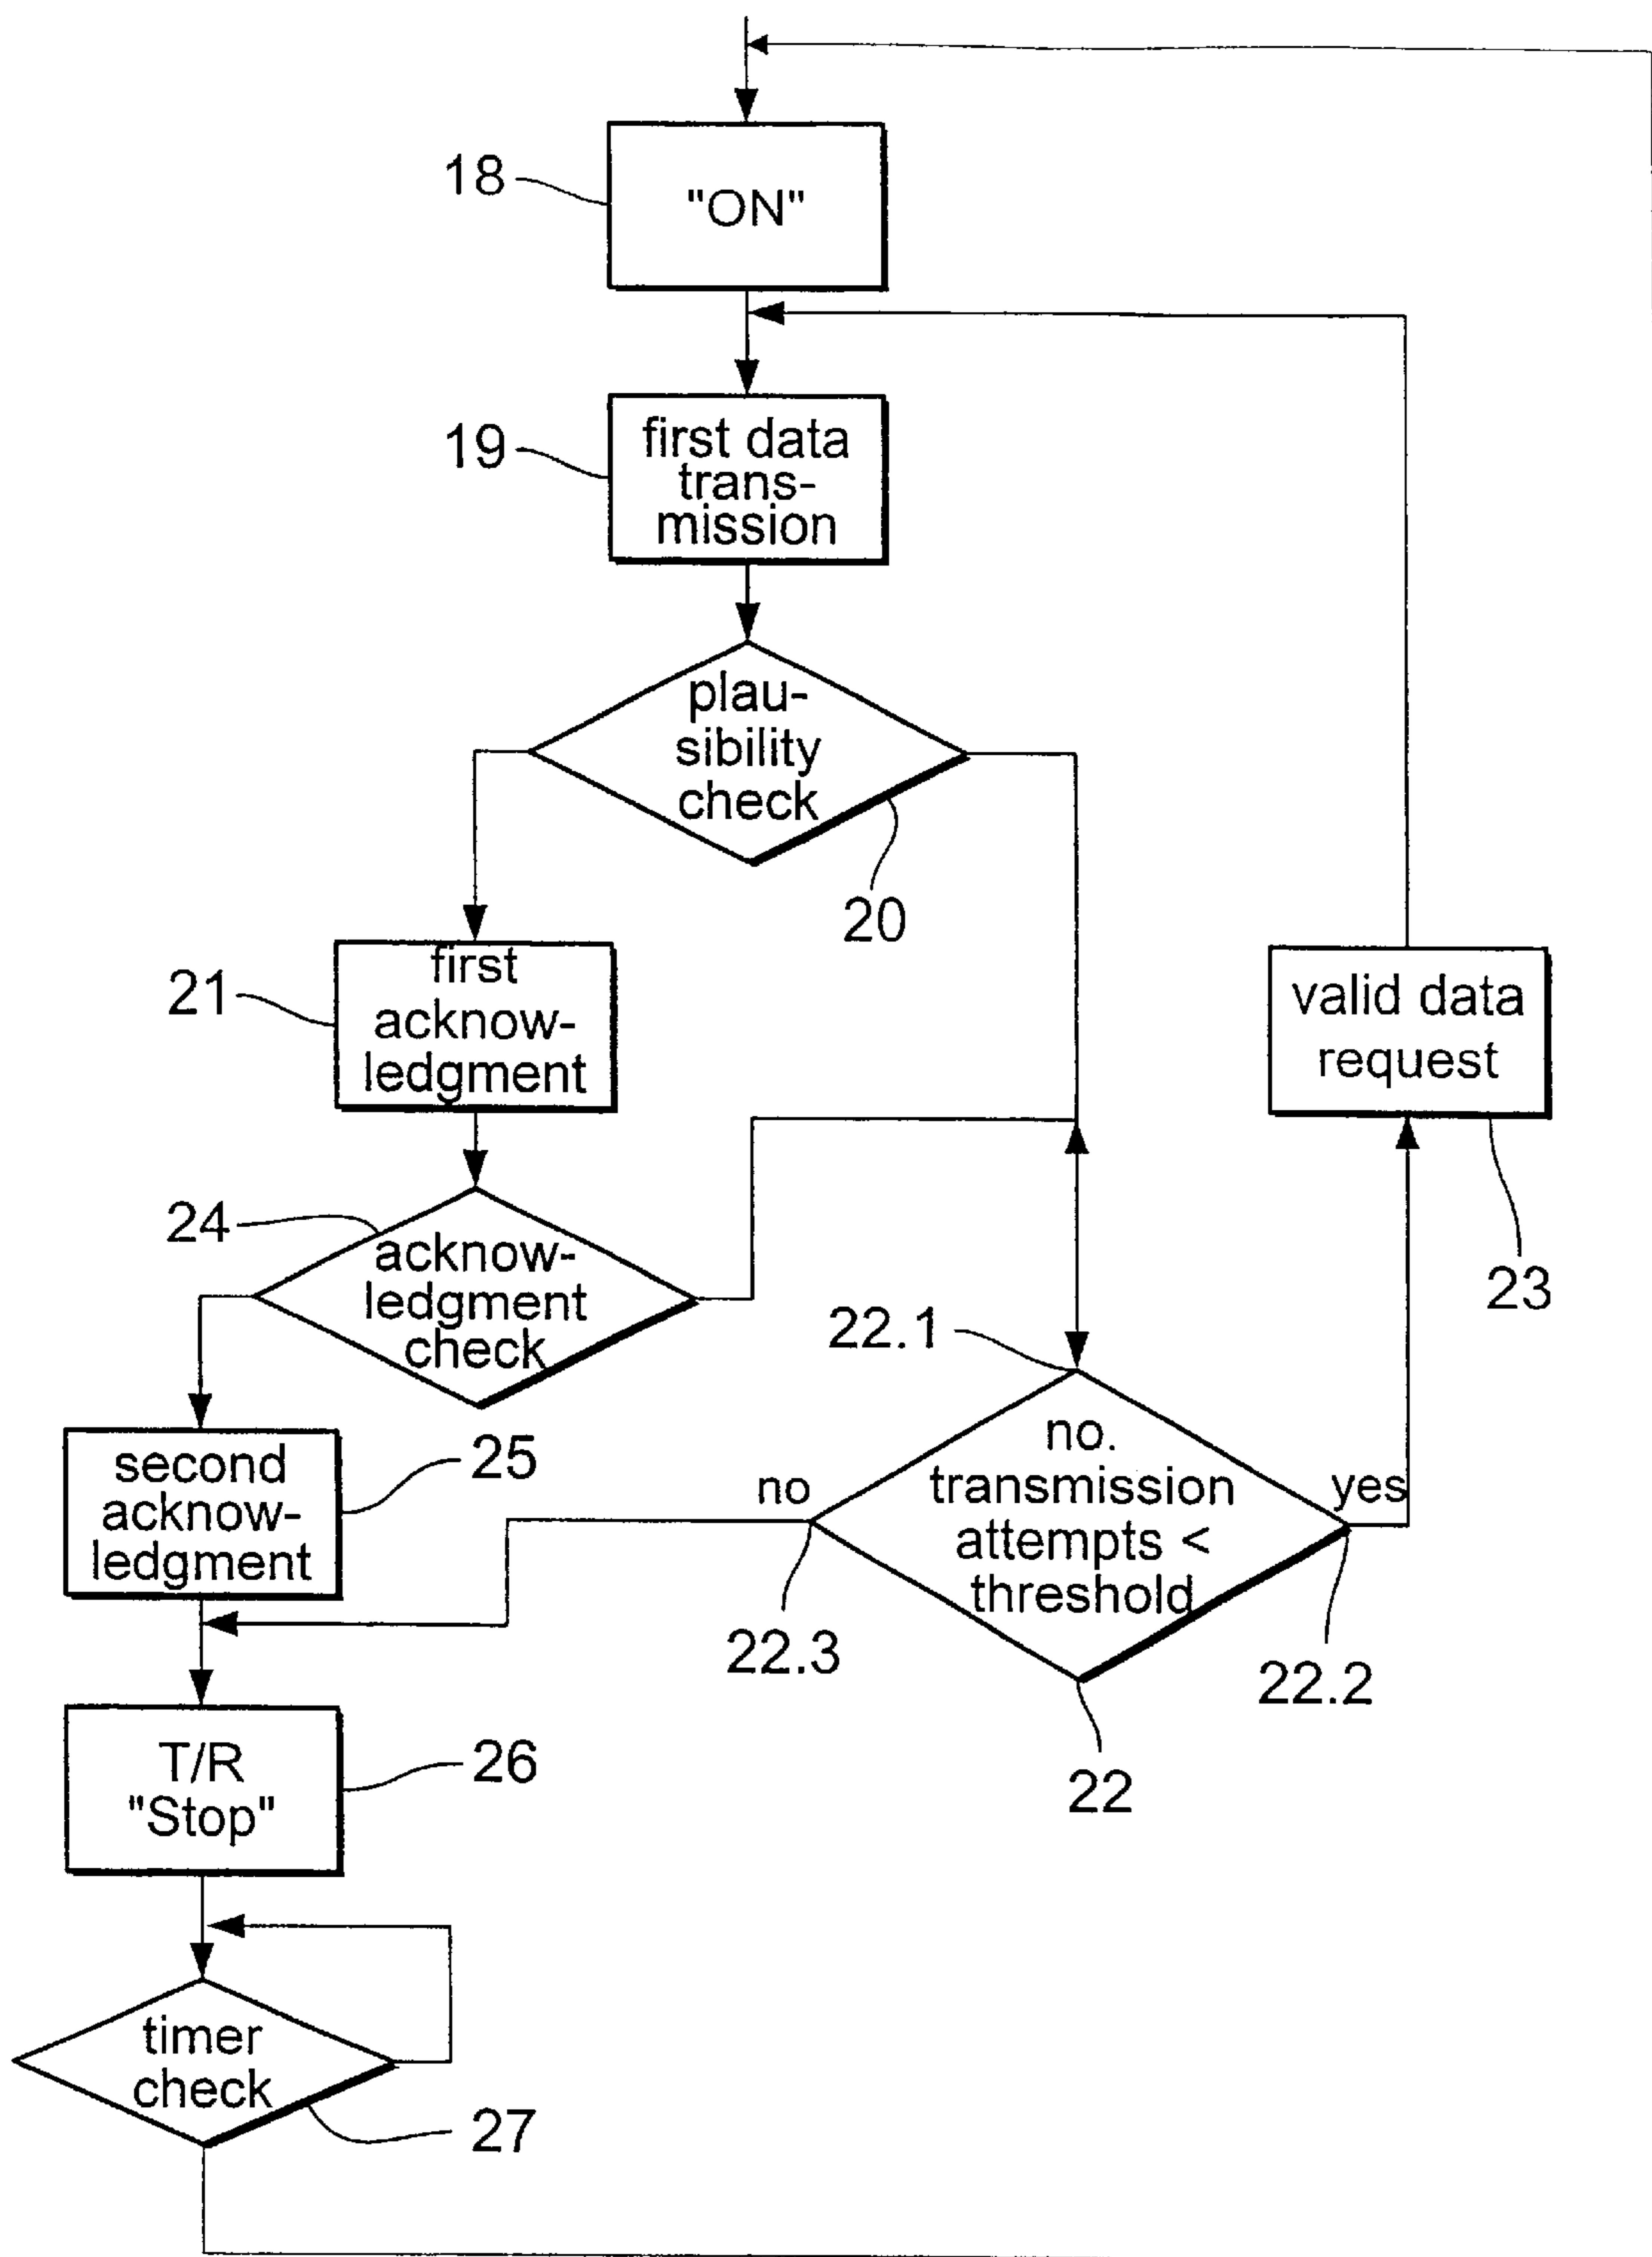 18
"ON"
19
first data
trans-
mission
plau-
sibility
check
20
21
first
acknow-
ledgment
valid data
request
23
24
acknow-
ledgment
check
22.1
no.
transmission
attempts <
threshold
no
yes
22.3
22.2
22
second
acknow-
ledgment
25
T/R
"Stop"
26
timer
check
27